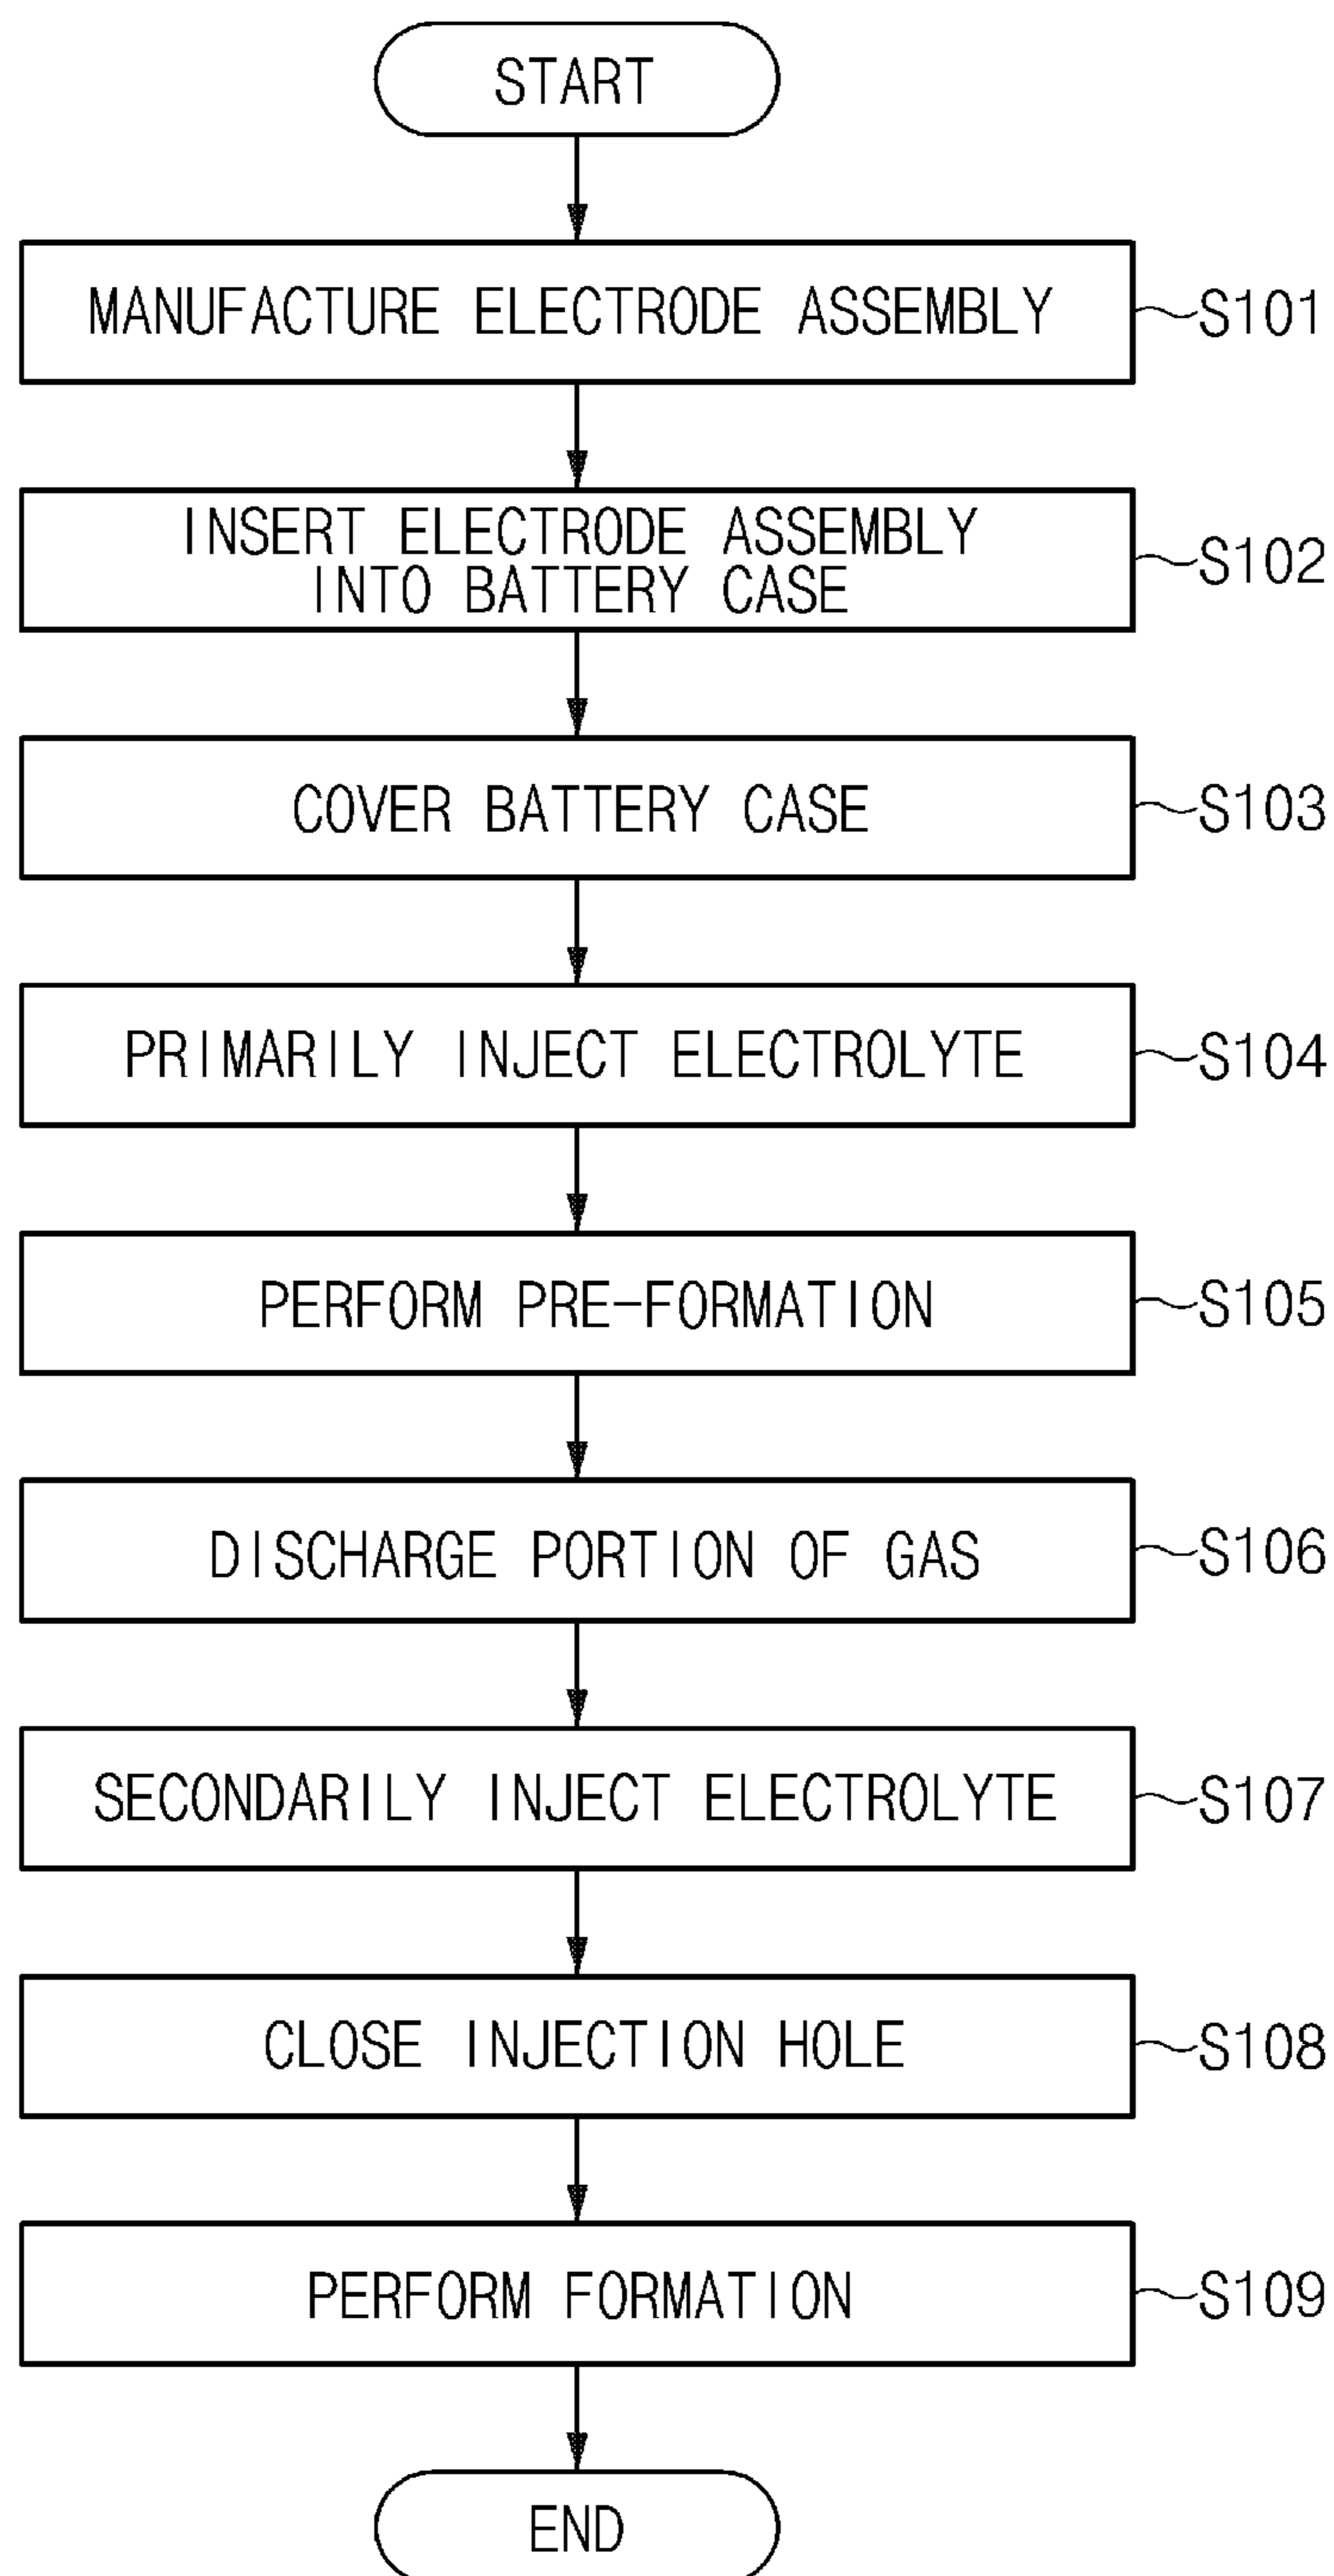 START
MANUFACTURE ELECTRODE ASSEMBLY
S101
INSERT ELECTRODE ASSEMBLY
INTO BATTERY CASE
S102
COVER BATTERY CASE
S103
PRIMARILY INJECT ELECTROLYTE
S104
PERFORM PRE-FORMATION
S105
DISCHARGE PORTION OF GAS
S106
SECONDARILY INJECT ELECTROLYTE
S107
CLOSE INJECTION HOLE
S108
PERFORM FORMATION
S109
END